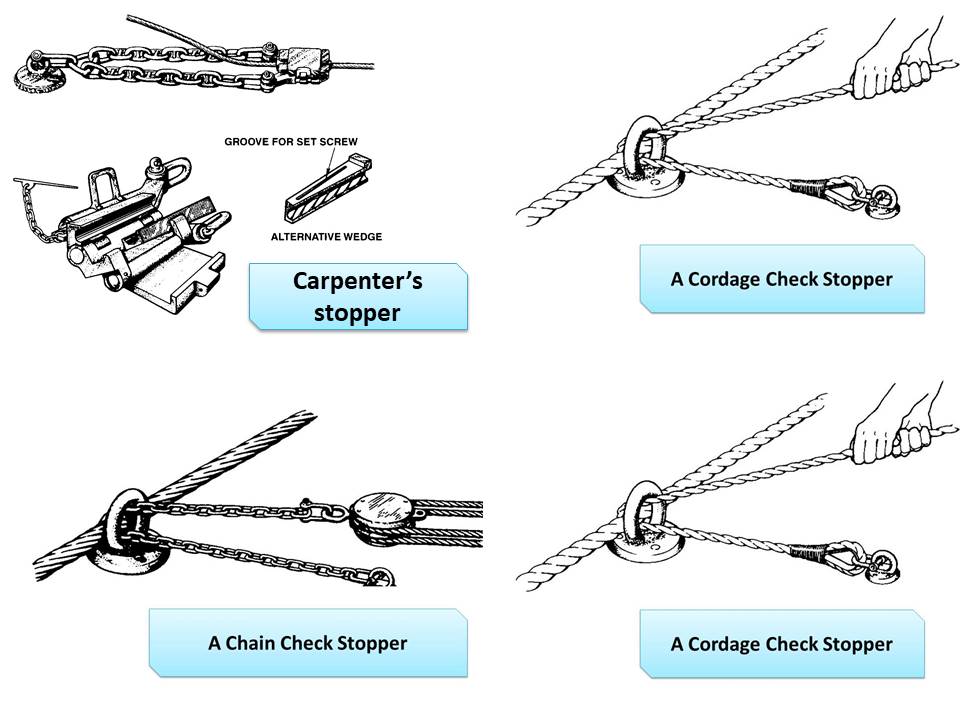 GROOVE FOR SET SCREW
ALTERNATIVE WEDGE
Carpenter’s
stopper
A Cordage Check Stopper
A Chain Check Stopper
A Cordage Check Stopper